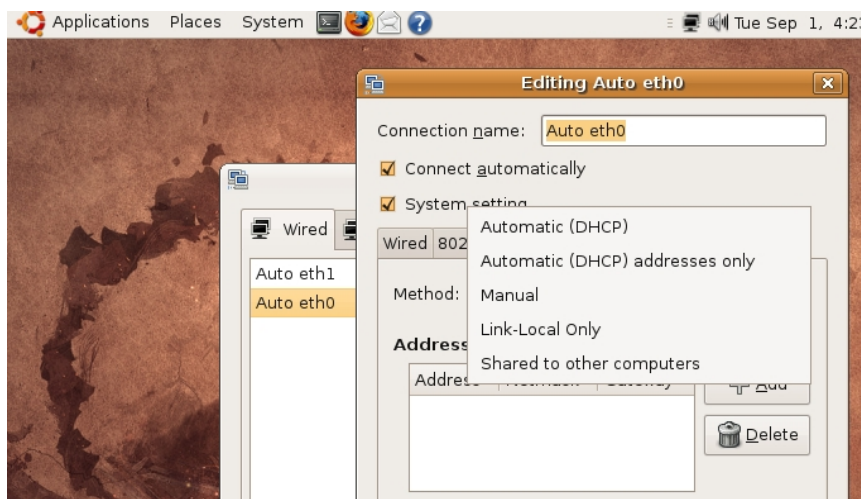 Applications Places System Tue Sep 1, 4:2
Editing Auto eth0
Connection name: Auto eth0
Connect automatically
System setting
Wired
Wired 802
Auto eth1
Auto eth0
Method:
Automatic (DHCP)
Automatic (DHCP) addresses only
Manual
Link-Local Only
Shared to other computers
Address
Address
Add
Delete